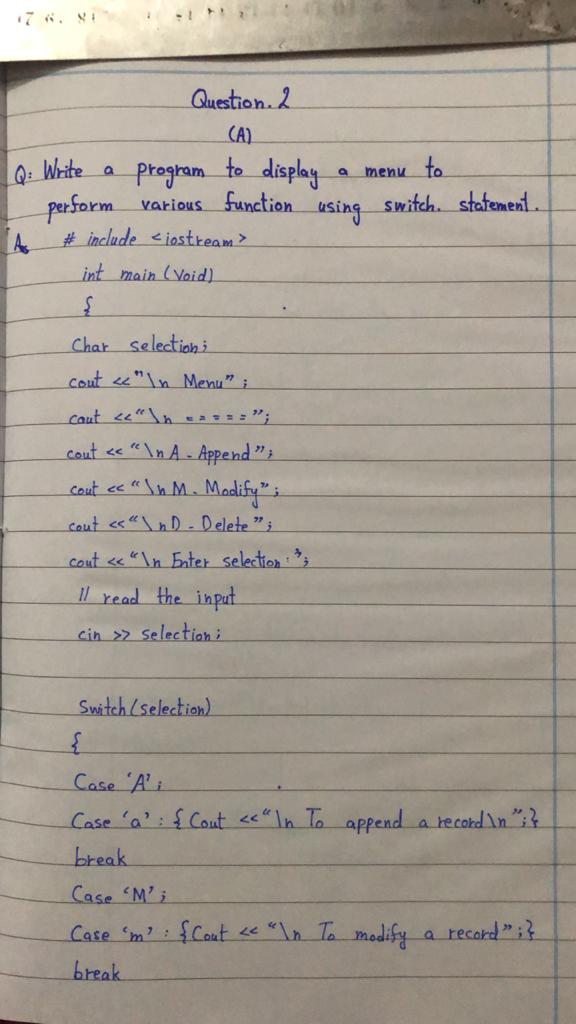 Question. 2
(A)
Q: Write a program to display a menu to
perform various function using switch. statement.
A. # include <iostream>
int main (Void)
{
Char selection;
cout <<"\n Menu" ;
cout <<"\n =====";
cout << "\n A - Append";
cout << "\n M. Modify";
cout <<"\n D - Delete";
cout <<"\n Enter selection:";
// read the input
cin >> selection;
Switch (selection)
{
Case 'A' ;
Case 'a' : { Cout <<"\n To append a record\n";}
break
Case 'M' ;
Case 'm' : {Cout << "\n To modify a record";}
break